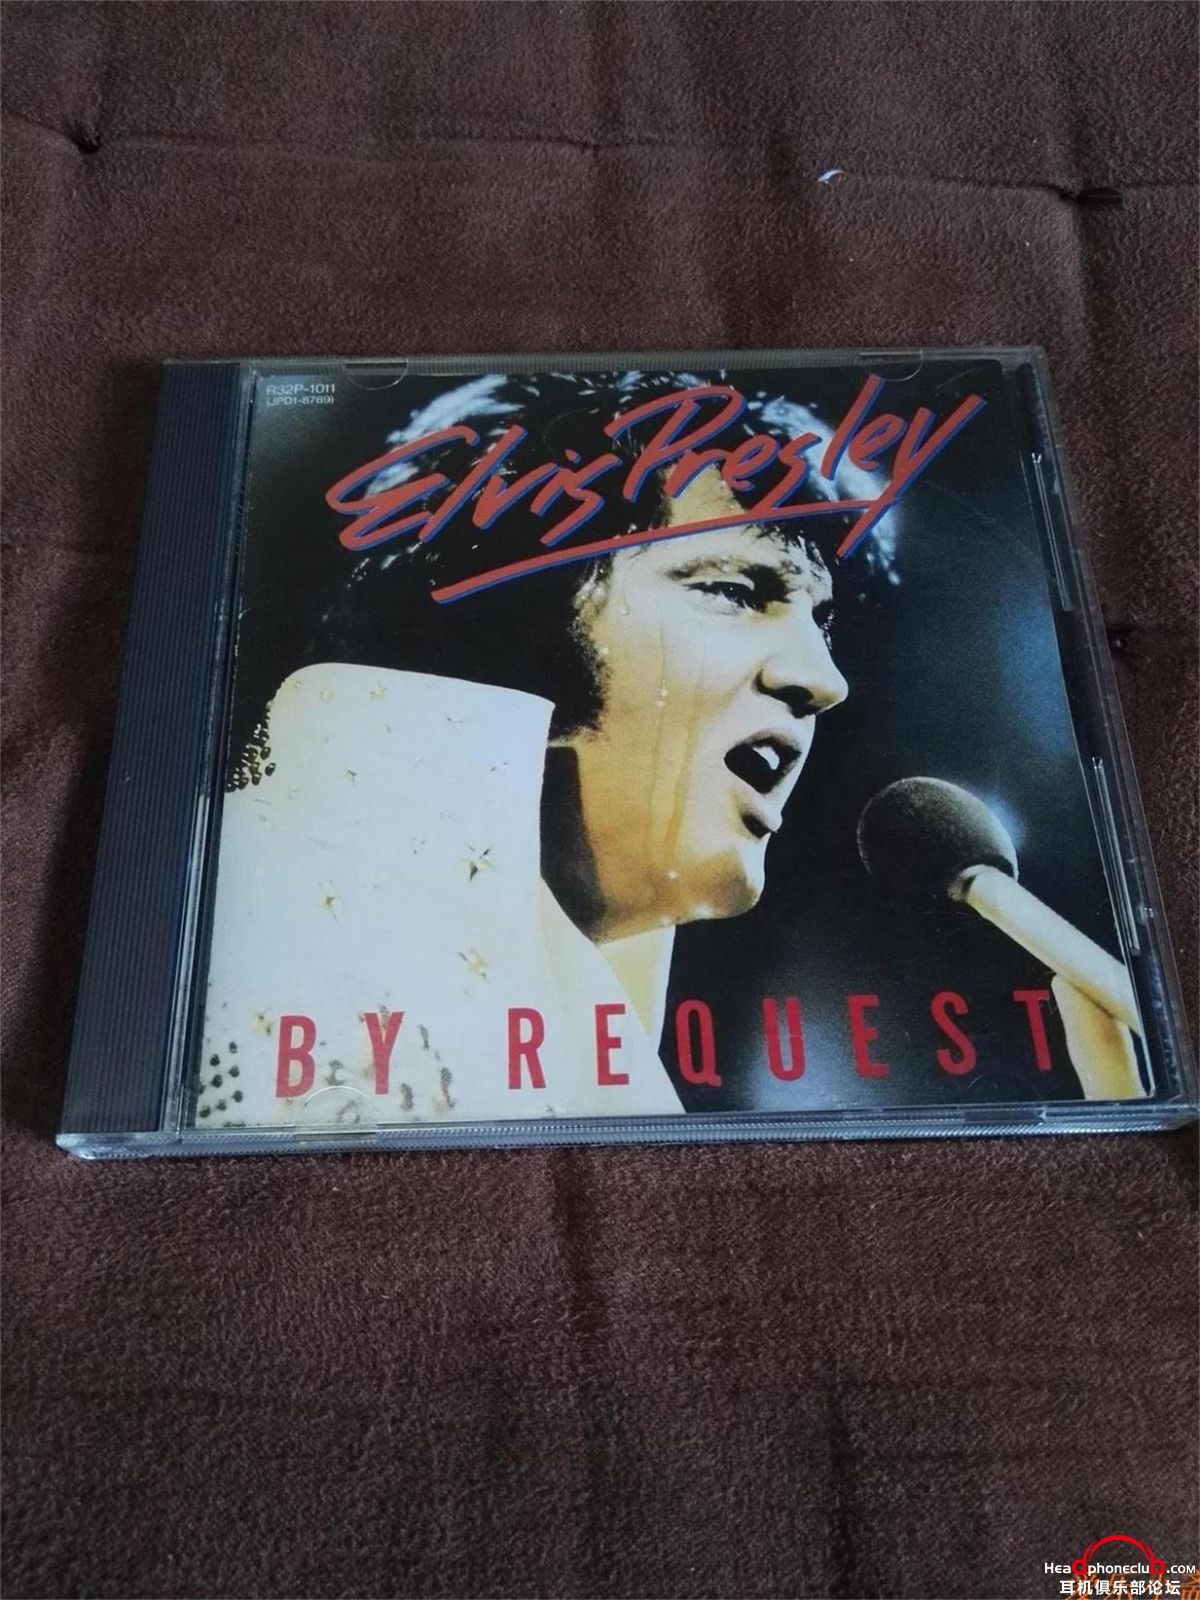 R32P-1011
(JPD1-8769)
Elvis Presley
BY REQUEST
Headphoneclub.com
耳机俱乐部论坛